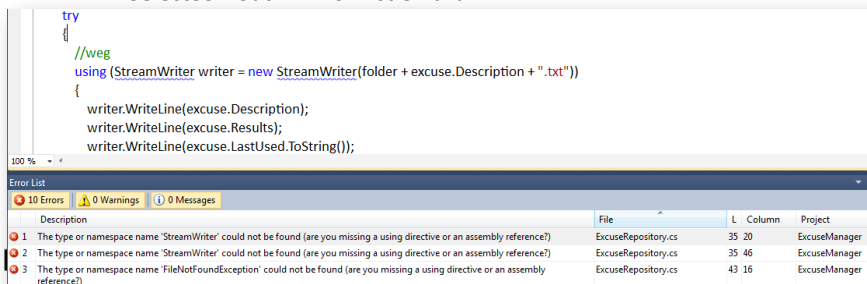 try
{
//weg
using (StreamWriter writer = new StreamWriter(folder + excuse.Description + ".txt"))
{
writer.WriteLine(excuse.Description);
writer.WriteLine(excuse.Results);
writer.WriteLine(excuse.LastUsed.ToString());
100 %
Error List
10 Errors 0 Warnings 0 Messages
Description File L Column Project
1 The type or namespace name 'StreamWriter' could not be found (are you missing a using directive or an assembly reference?) ExcuseRepository.cs 35 20 ExcuseManager
2 The type or namespace name 'StreamWriter' could not be found (are you missing a using directive or an assembly reference?) ExcuseRepository.cs 35 46 ExcuseManager
3 The type or namespace name 'FileNotFoundException' could not be found (are you missing a using directive or an assembly ExcuseRepository.cs 43 16 ExcuseManager
reference?)